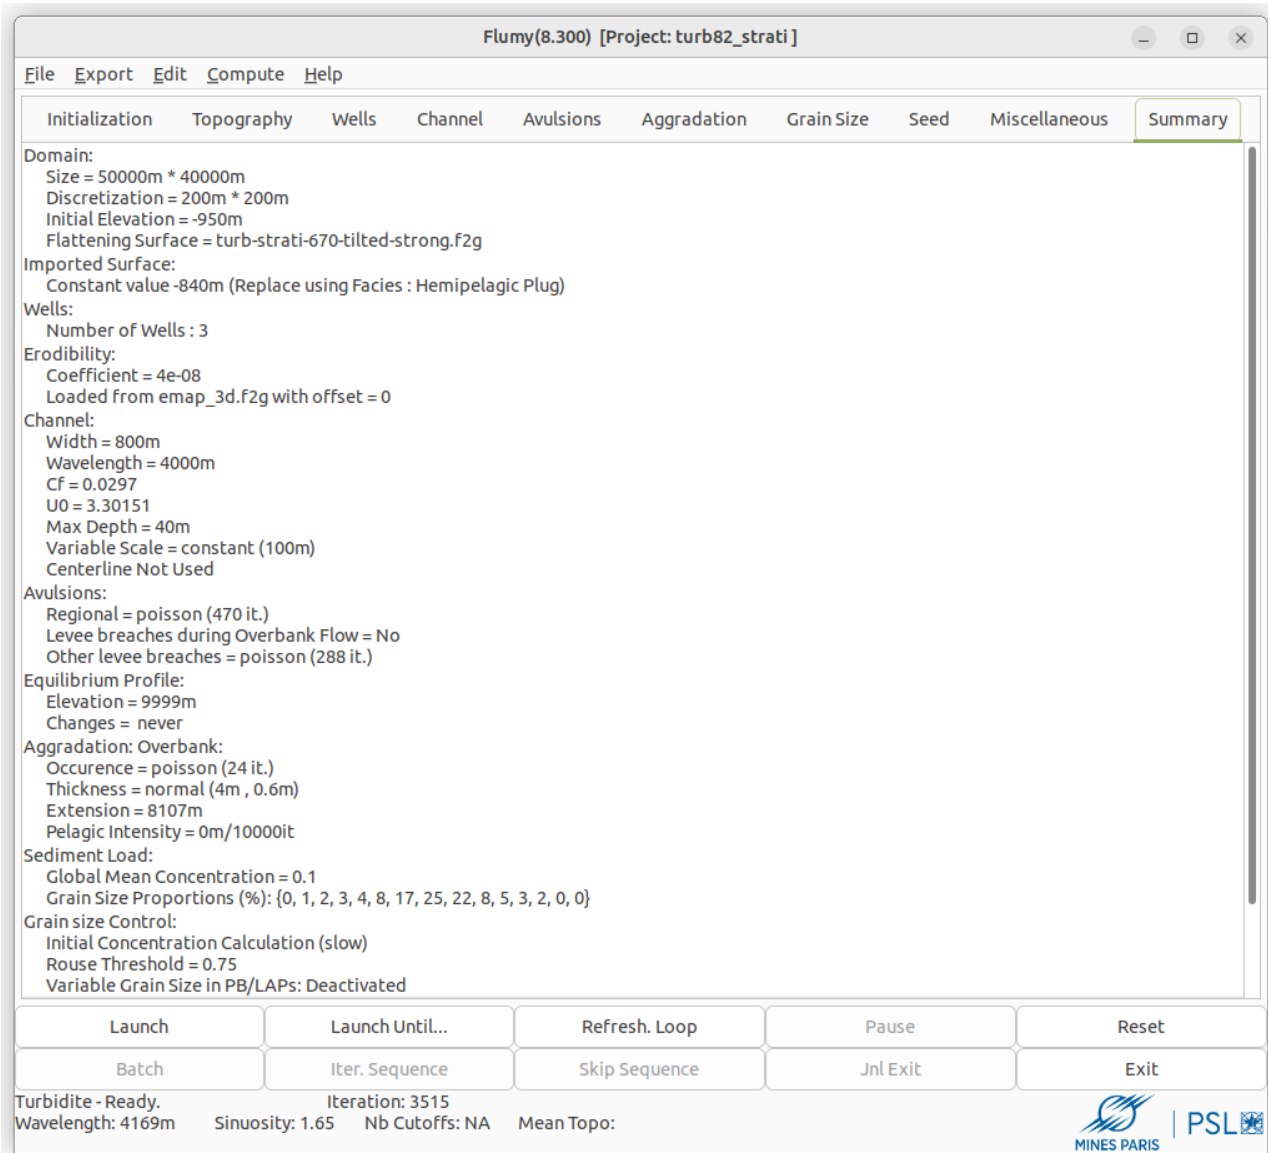 Flumy(8.300) [Project: turb82_strati ]
File Export Edit Compute Help
Initialization Topography Wells Channel Avulsions Aggradation Grain Size Seed Miscellaneous Summary
Domain:
Size = 50000m * 40000m
Discretization = 200m * 200m
Initial Elevation = -950m
Flattening Surface = turb-strati-670-tilted-strong.f2g
Imported Surface:
Constant value -840m (Replace using Facies : Hemipelagic Plug)
Wells:
Number of Wells : 3
Erodibility:
Coefficient = 4e-08
Loaded from emap_3d.f2g with offset = 0
Channel:
Width = 800m
Wavelength = 4000m
Cf = 0.0297
U0 = 3.30151
Max Depth = 40m
Variable Scale = constant (100m)
Centerline Not Used
Avulsions:
Regional = poisson (470 it.)
Levee breaches during Overbank Flow = No
Other levee breaches = poisson (288 it.)
Equilibrium Profile:
Elevation = 9999m
Changes = never
Aggradation: Overbank:
Occurence = poisson (24 it.)
Thickness = normal (4m , 0.6m)
Extension = 8107m
Pelagic Intensity = 0m/10000it
Sediment Load:
Global Mean Concentration = 0.1
Grain Size Proportions (%): {0, 1, 2, 3, 4, 8, 17, 25, 22, 8, 5, 3, 2, 0, 0}
Grain size Control:
Initial Concentration Calculation (slow)
Rouse Threshold = 0.75
Variable Grain Size in PB/LAPs: Deactivated
Launch Launch Until... Refresh. Loop Pause Reset
Batch Iter. Sequence Skip Sequence Jnl Exit Exit
Turbidite - Ready. Iteration: 3515
Wavelength: 4169m Sinuosity: 1.65 Nb Cutoffs: NA Mean Topo:
MINES PARIS PSL